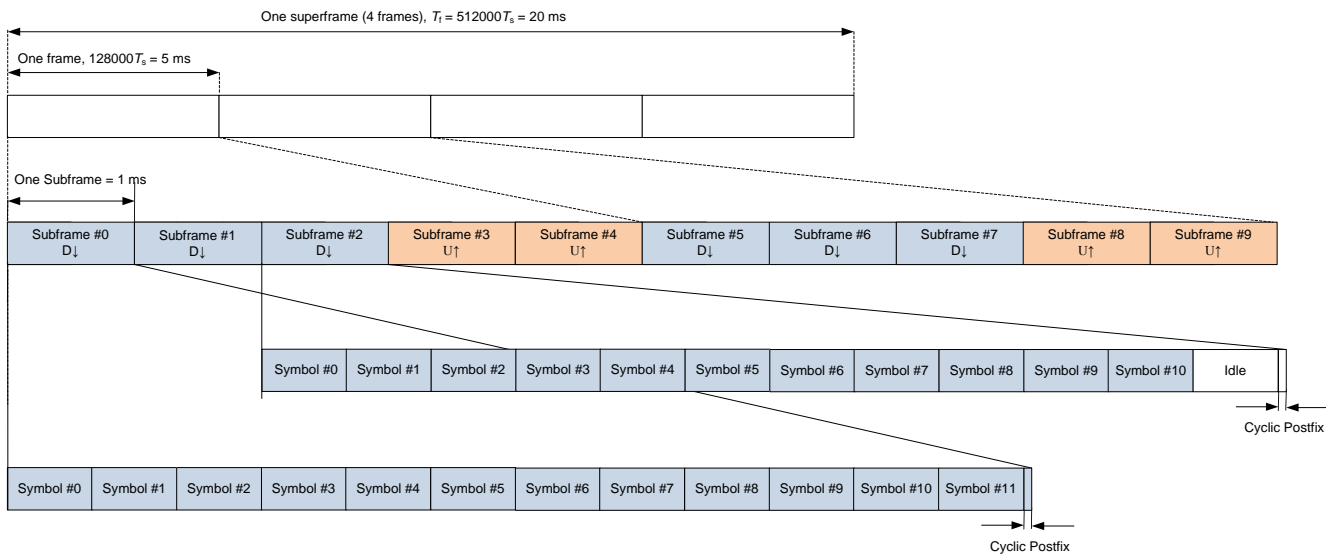 One superframe (4 frames), Tf = 512000Ts = 20 ms
One frame, 128000Ts = 5 ms
One Subframe = 1 ms
Subframe #0
D↓
Subframe #1
D↓
Subframe #2
D↓
Subframe #3
U↑
Subframe #4
U↑
Subframe #5
D↓
Subframe #6
D↓
Subframe #7
D↓
Subframe #8
U↑
Subframe #9
U↑
Symbol #0
Symbol #1
Symbol #2
Symbol #3
Symbol #4
Symbol #5
Symbol #6
Symbol #7
Symbol #8
Symbol #9
Symbol #10
Idle
Cyclic Postfix
Symbol #0
Symbol #1
Symbol #2
Symbol #3
Symbol #4
Symbol #5
Symbol #6
Symbol #7
Symbol #8
Symbol #9
Symbol #10
Symbol #11
Cyclic Postfix